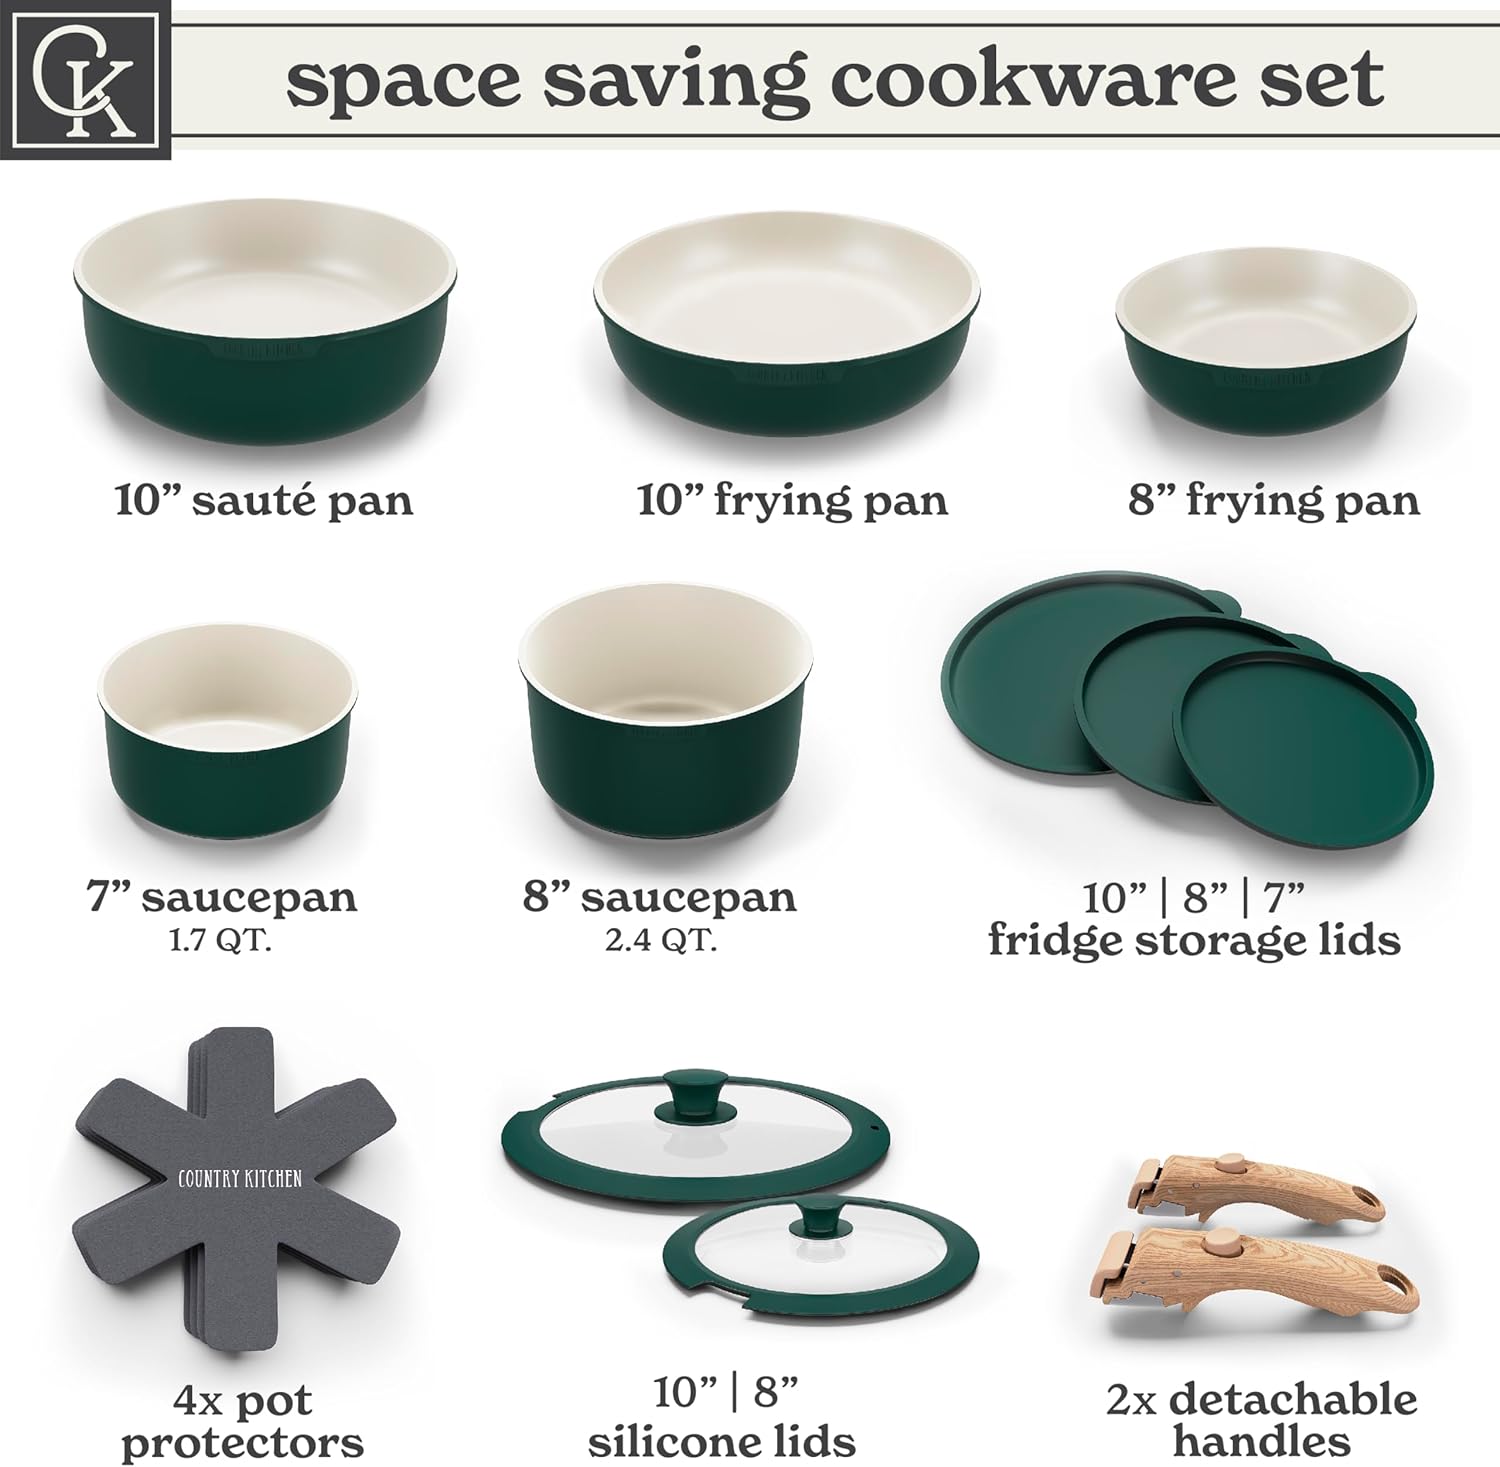 CK
space saving cookware set
10” sauté pan
10” frying pan
8” frying pan
COUNTRY KITCHEN
7” saucepan
1.7 QT.
8” saucepan
2.4 QT.
10” | 8” | 7”
fridge storage lids
COUNTRY KITCHEN
4x pot
protectors
10” | 8”
silicone lids
2x detachable
handles